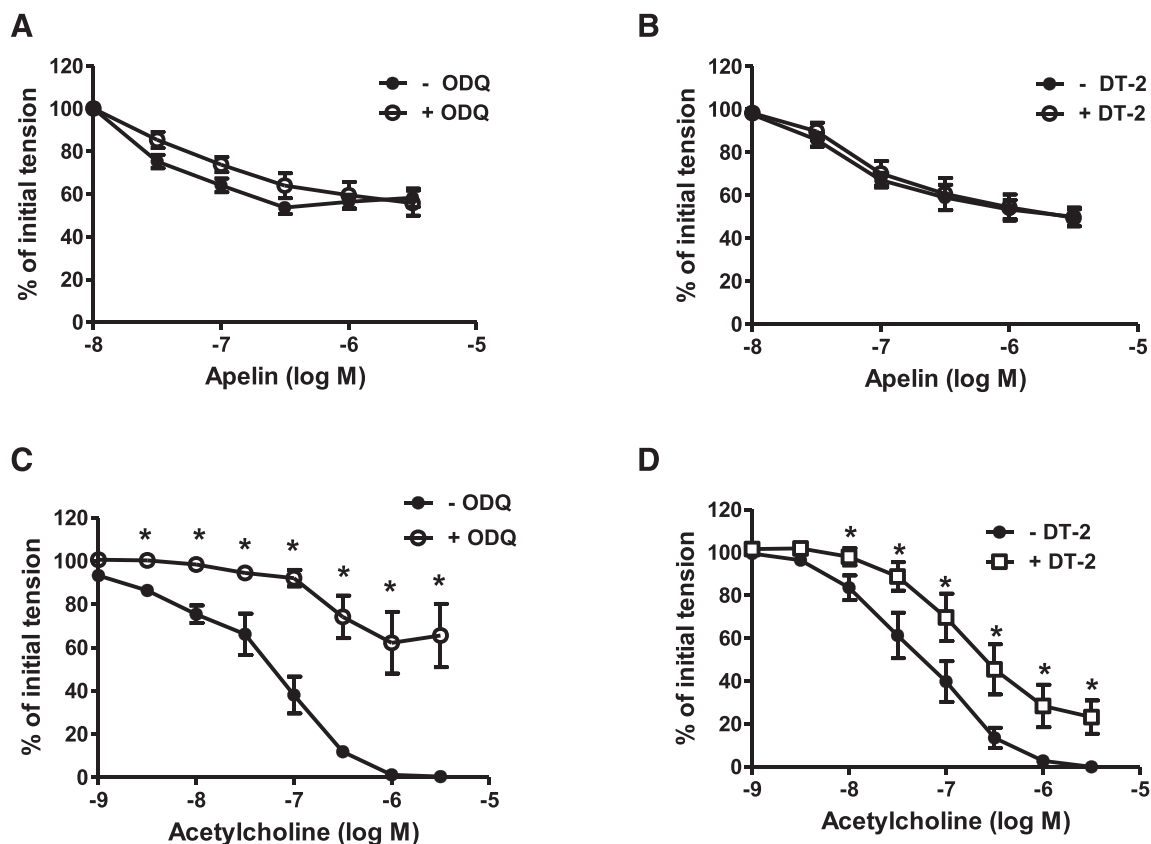 A
% of initial tension
120
100
80
60
40
20
0
-8
-7
-6
-5
Apelin (log M)
- ODQ
+ ODQ
B
% of initial tension
120
100
80
60
40
20
0
-8
-7
-6
-5
Apelin (log M)
- DT-2
+ DT-2
C
% of initial tension
120
100
80
60
40
20
0
-9
-8
-7
-6
-5
Acetylcholine (log M)
- ODQ
+ ODQ
* * * * * * *
D
% of initial tension
120
100
80
60
40
20
0
-9
-8
-7
-6
-5
Acetylcholine (log M)
- DT-2
+ DT-2
* * * * * *